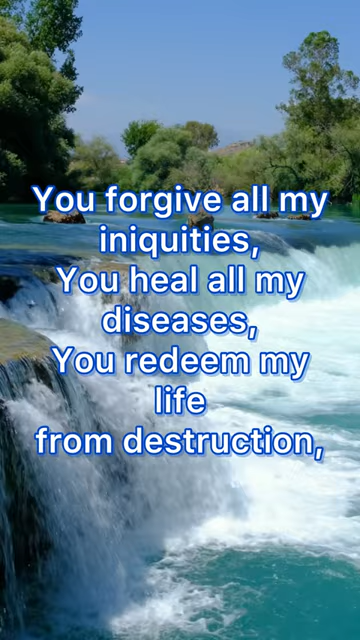 You forgive all my
iniquities,
You heal all my
diseases,
You redeem my
life
from destruction,